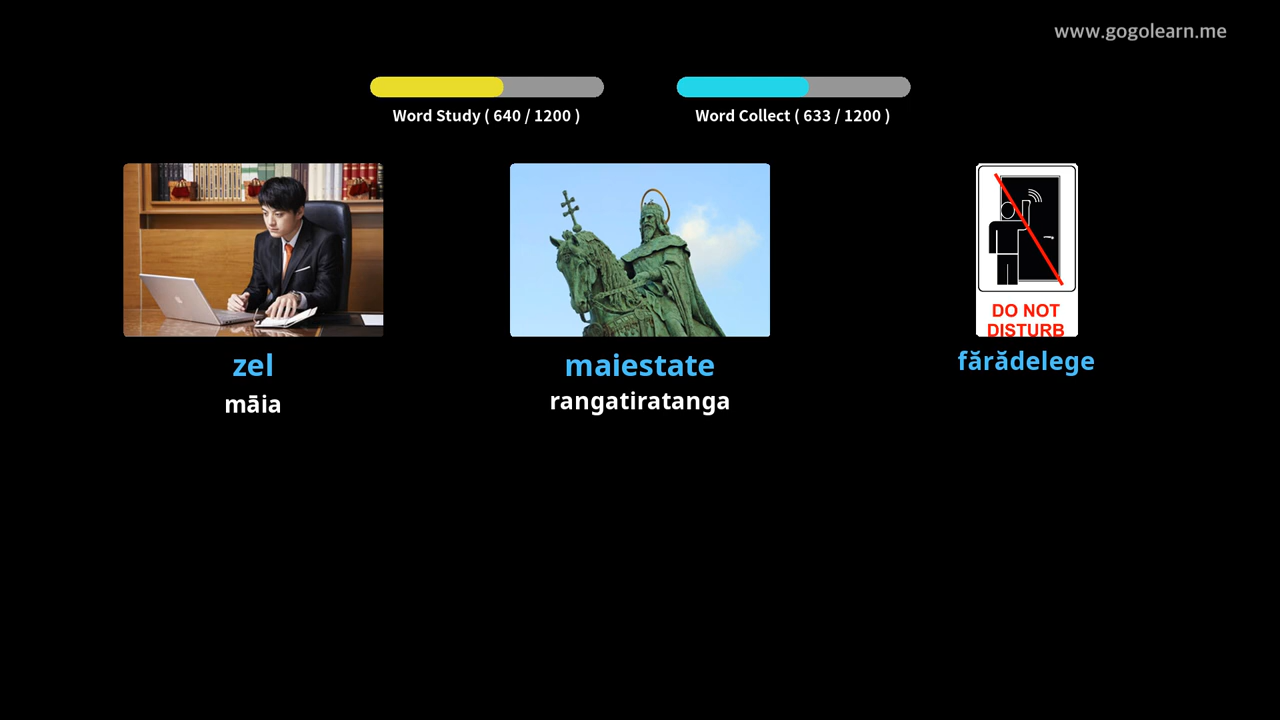 www.gogolearn.me
Word Study ( 640 / 1200 )
Word Collect ( 633 / 1200 )
DO NOT
DISTURB
zel
maiestate
fărădelege
māia
rangatiratanga